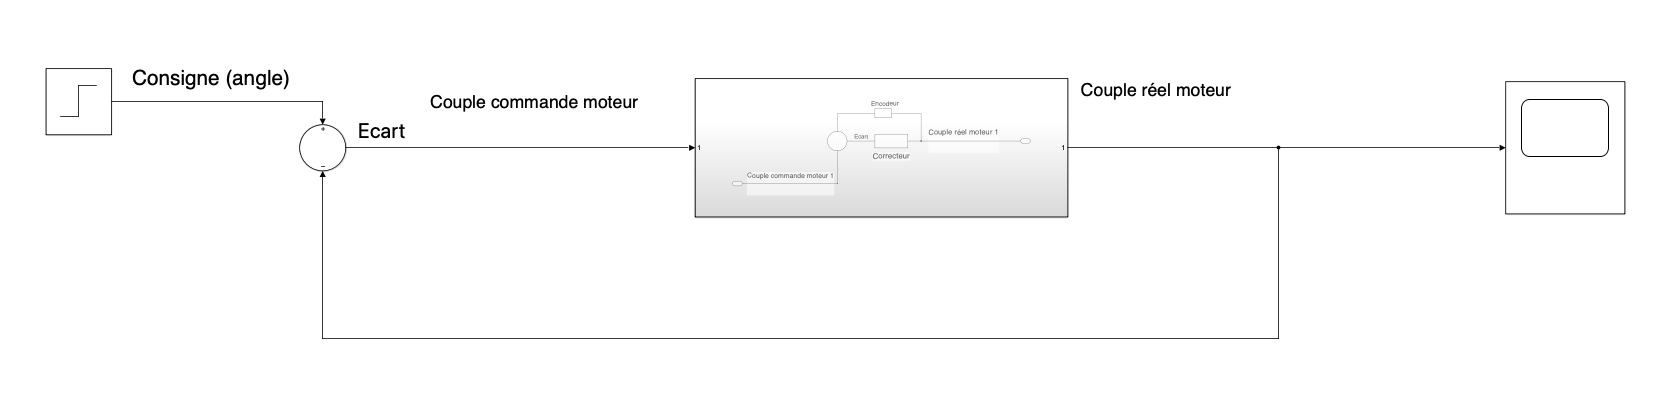 Consigne (angle)
+
−
Ecart
Couple commande moteur
1
Encodeur
Ecart
Couple réel moteur 1
Correcteur
Couple commande moteur 1
1
Couple réel moteur